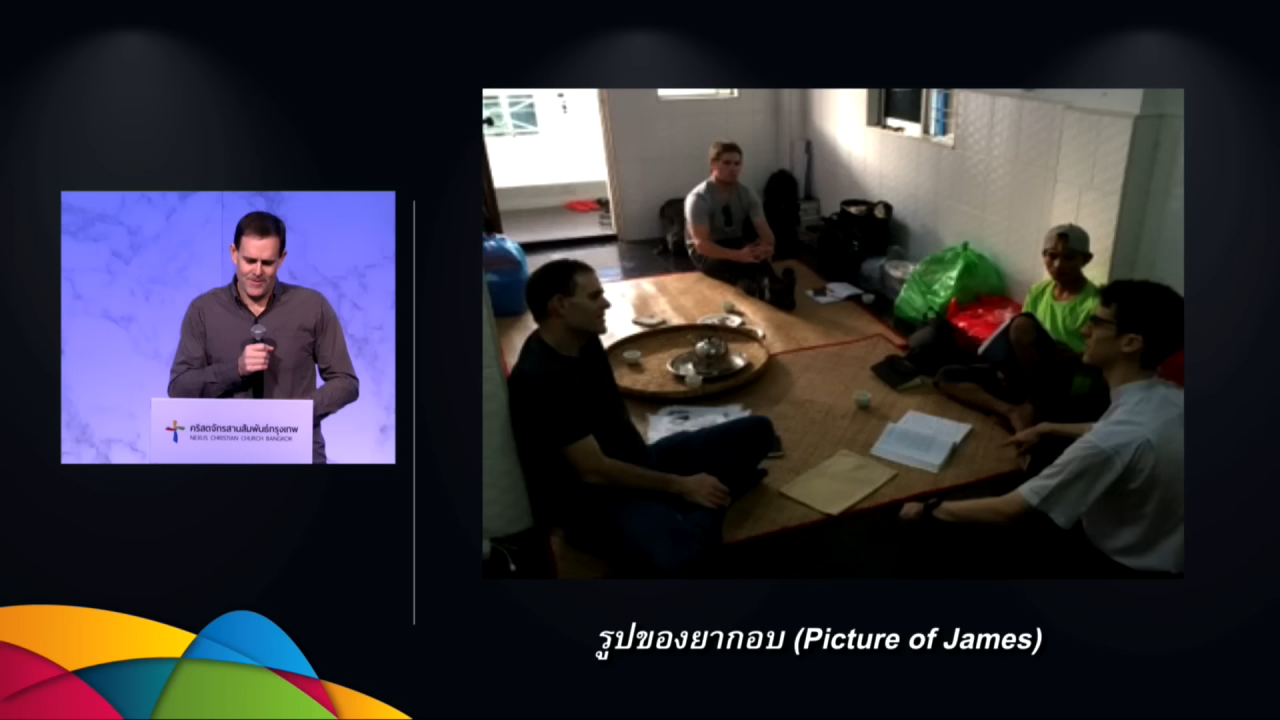 คริสตจักรสานสัมพันธ์กรุงเทพ
NEXUS CHRISTIAN CHURCH BANGKOK
รูปของยากอบ (Picture of James)